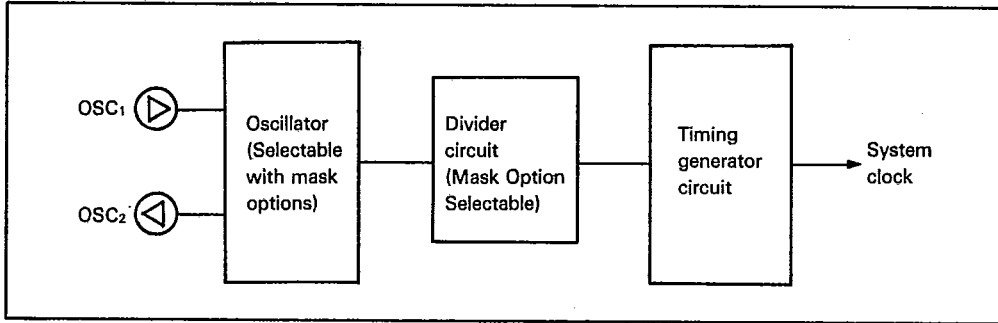 OSC1
OSC2
Oscillator
(Selectable
with mask
options)
Divider
circuit
(Mask Option
Selectable)
Timing
generator
circuit
System
clock